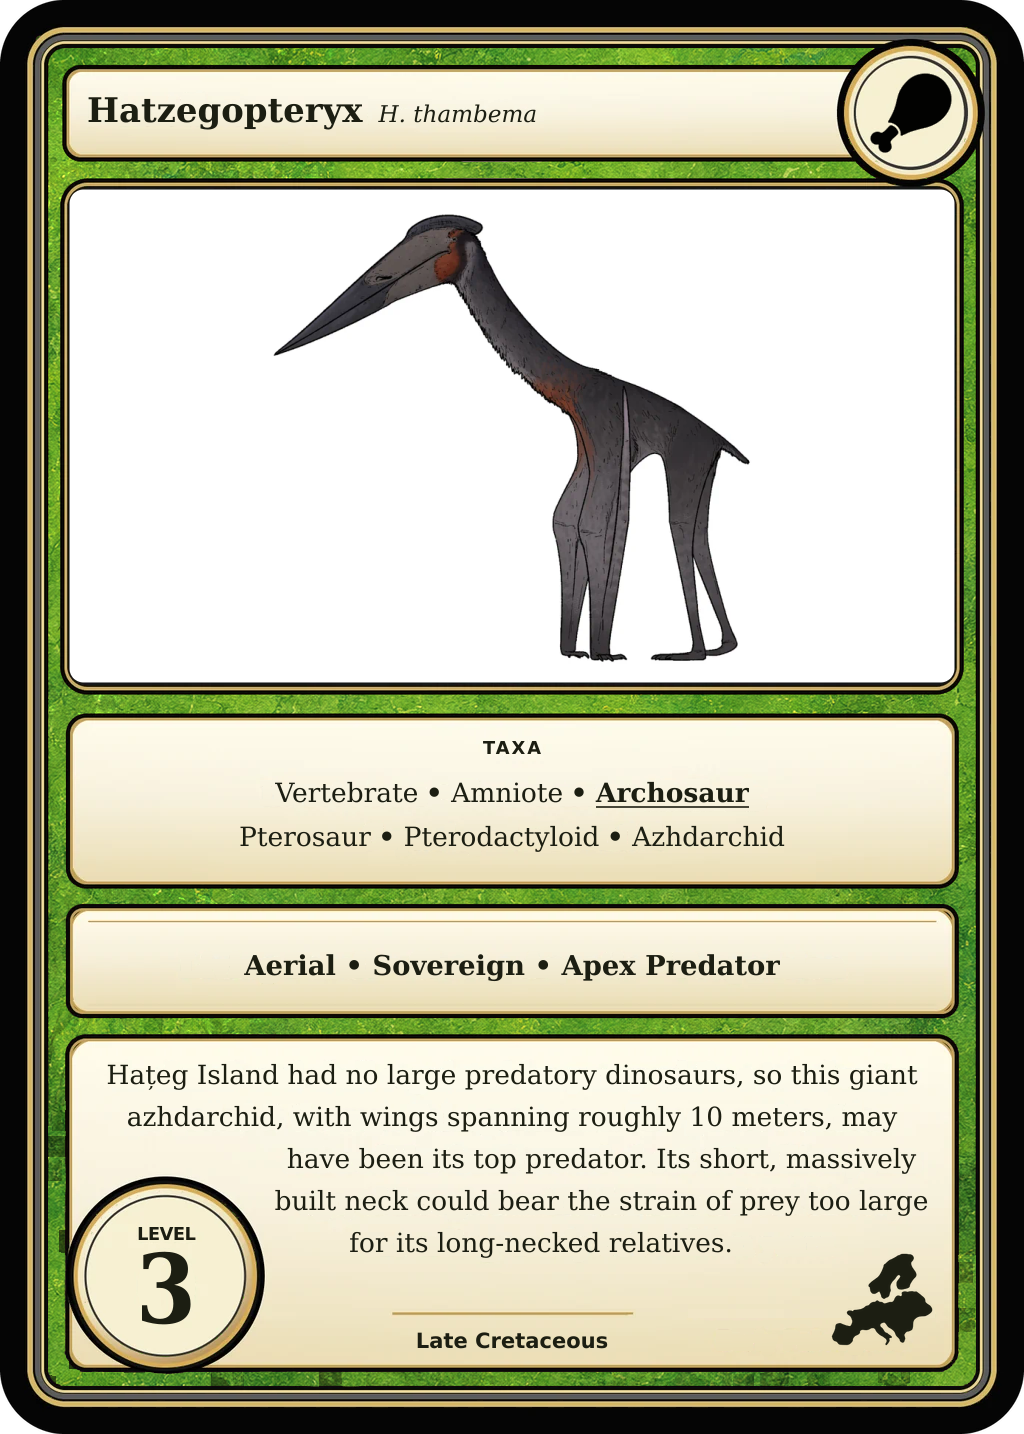 Hatzegopteryx H. thambema
TAXA
Vertebrate • Amniote • Archosaur
Pterosaur • Pterodactyloid • Azhdarchid
Aerial • Sovereign • Apex Predator
Hațeg Island had no large predatory dinosaurs, so this giant
azhdarchid, with wings spanning roughly 10 meters, may
have been its top predator. Its short, massively
built neck could bear the strain of prey too large
for its long-necked relatives.
LEVEL
3
Late Cretaceous